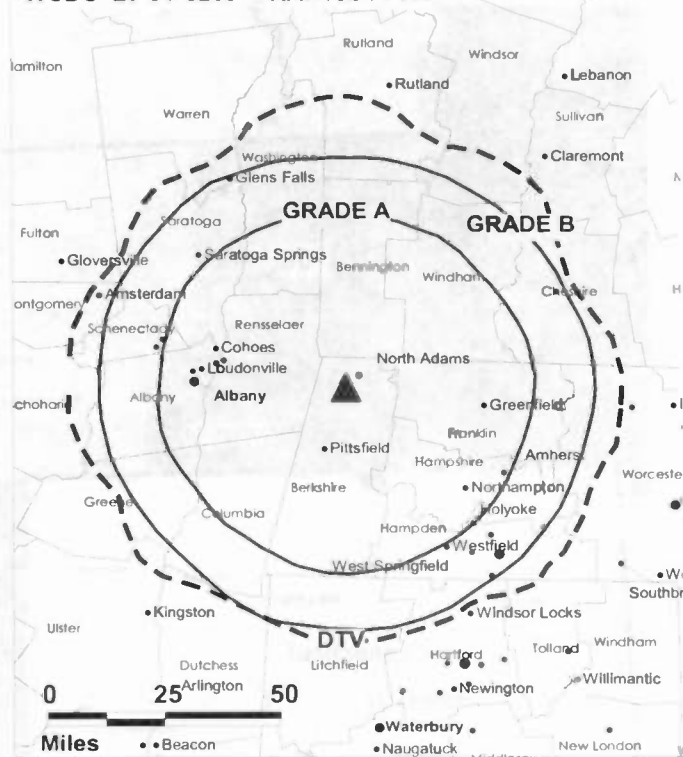 Rutland
Windsor
Lebanon
Rutland
Warren
Sullivan
Washington
Claremont
Glens Falls
GRADE A
GRADE B
Saratoga
Fulton
Gloversville
Saratoga Springs
Bennington
Windham
Amsterdam
Cheshire
ontgomery
Schenectady
Rensselaer
Cohoes
North Adams
Loudonville
Albany
Albany
choharie
Greenfield
Franklin
Pittsfield
Hampshire
Amherst
Worcester
Berkshire
Northampton
Greene
Columbia
Holyoke
Hampden
Westfield
West Springfield
Southbr
Kingston
Windsor Locks
Ulster
DTV
Hartford
Tolland
Windham
Dutchess
Litchfield
Arlington
Newington
Willimantic
0 25 50
Miles
Beacon
Waterbury
Naugatuck
New London